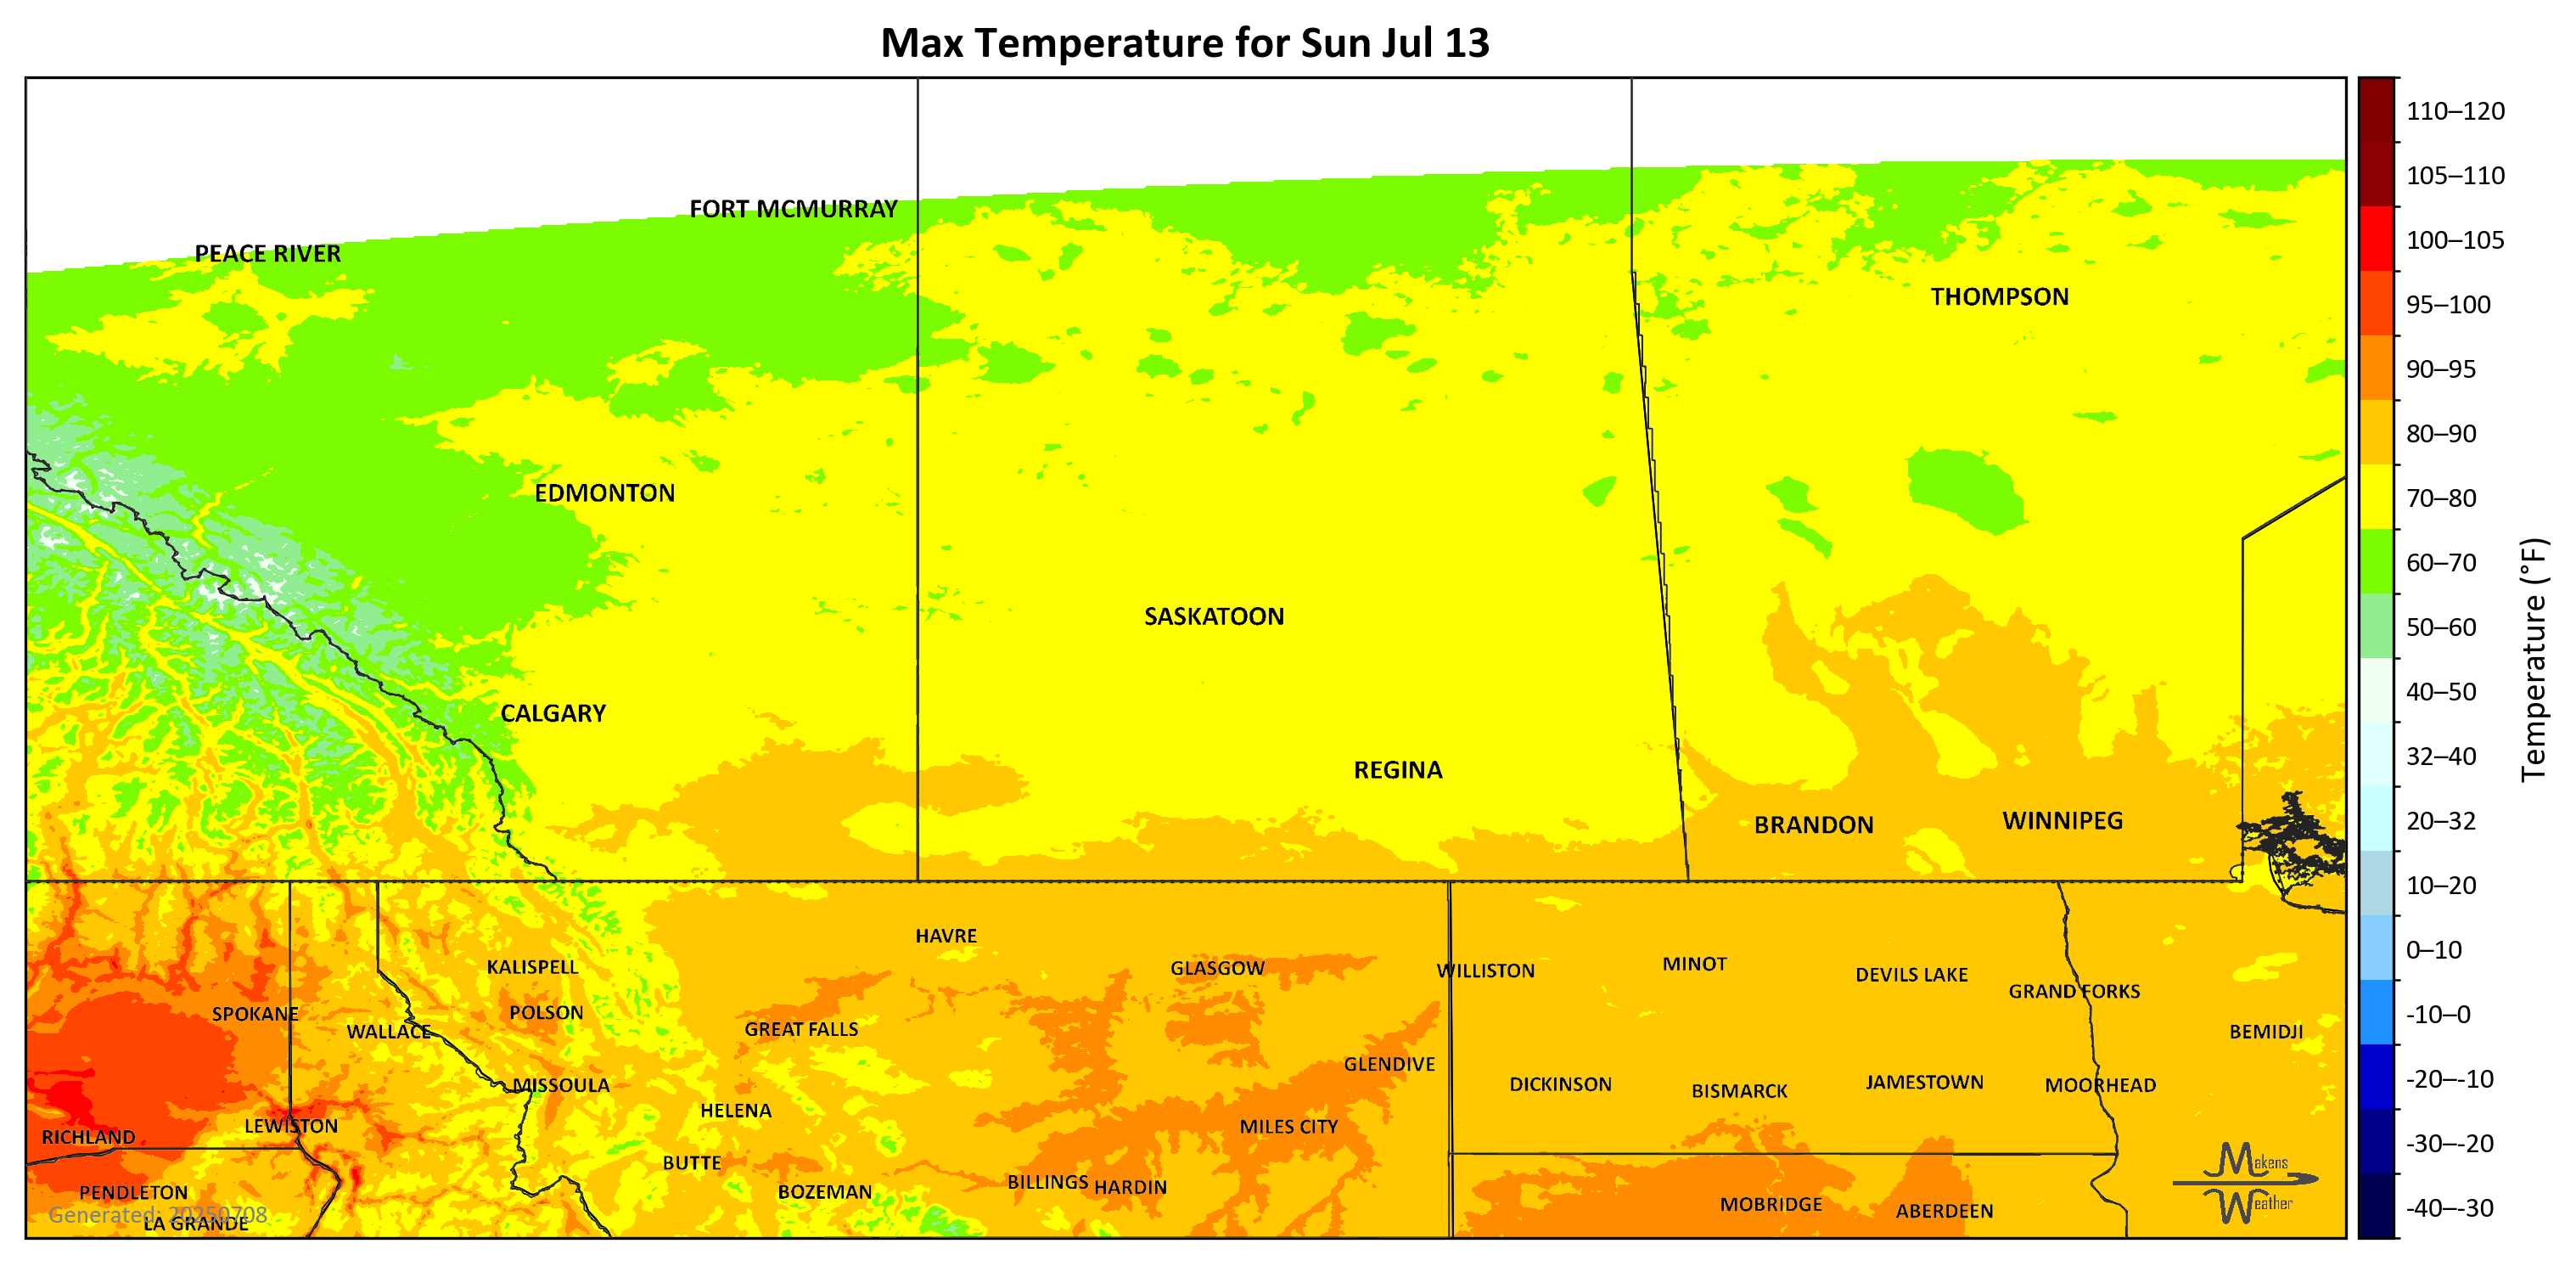 Max Temperature for Sun Jul 13
FORT MCMURRAY
PEACE RIVER
THOMPSON
EDMONTON
SASKATOON
CALGARY
REGINA
BRANDON
WINNIPEG
HAVRE
KALISPELL
GLASGOW
WILLISTON
MINOT
DEVILS LAKE
GRAND FORKS
SPOKANE
POLSON
WALLACE
GREAT FALLS
BEMIDJI
GLENDIVE
MISSOULA
DICKINSON
BISMARCK
JAMESTOWN
MOORHEAD
HELENA
LEWISTON
MILES CITY
RICHLAND
BUTTE
BILLINGS
HARDIN
PENDLETON
BOZEMAN
MOBRIDGE
ABERDEEN
Generated: 20250708
LA GRANDE
Makens
Weather
110–120
105–110
100–105
95–100
90–95
80–90
70–80
60–70
50–60
40–50
32–40
20–32
10–20
0–10
-10–0
-20–-10
-30–-20
-40–-30
Temperature (°F)